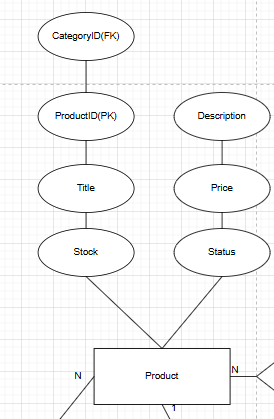 CategoryID(FK)
ProductID(PK)
Description
Title
Price
Stock
Status
N
Product
N
1